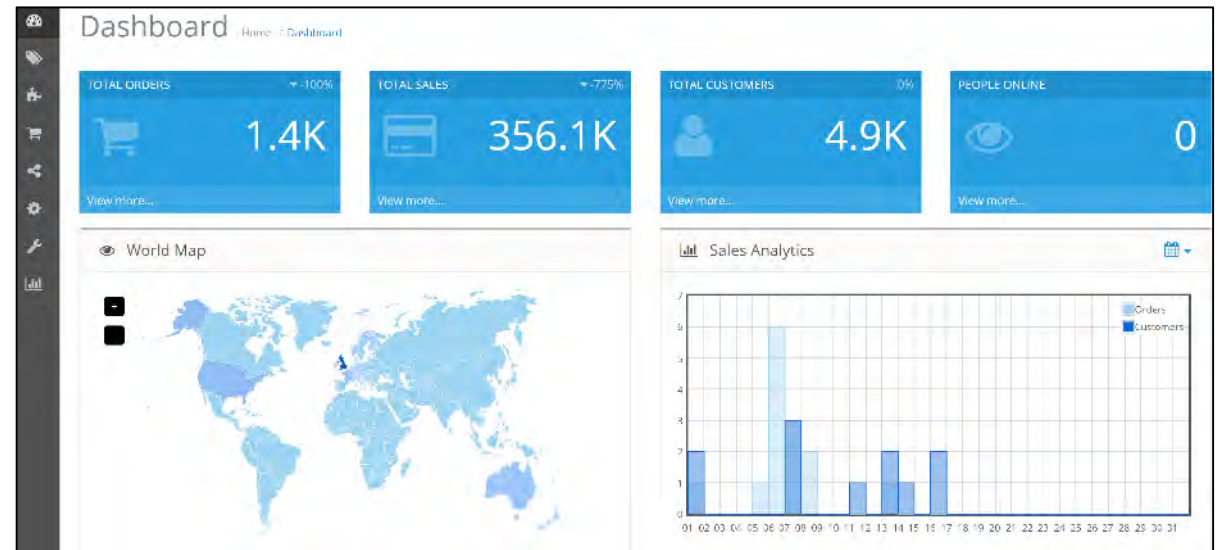 Dashboard Home / Dashboard
TOTAL ORDERS -100%
1.4K
View more...
TOTAL SALES -775%
356.1K
View more...
TOTAL CUSTOMERS 0%
4.9K
View more...
PEOPLE ONLINE
0
View more...
World Map
Sales Analytics
Orders
Customers
7
6
5
4
3
2
1
0
01 02 03 04 05 06 07 08 09 10 11 12 13 14 15 16 17 18 19 20 21 22 23 24 25 26 27 28 29 30 31